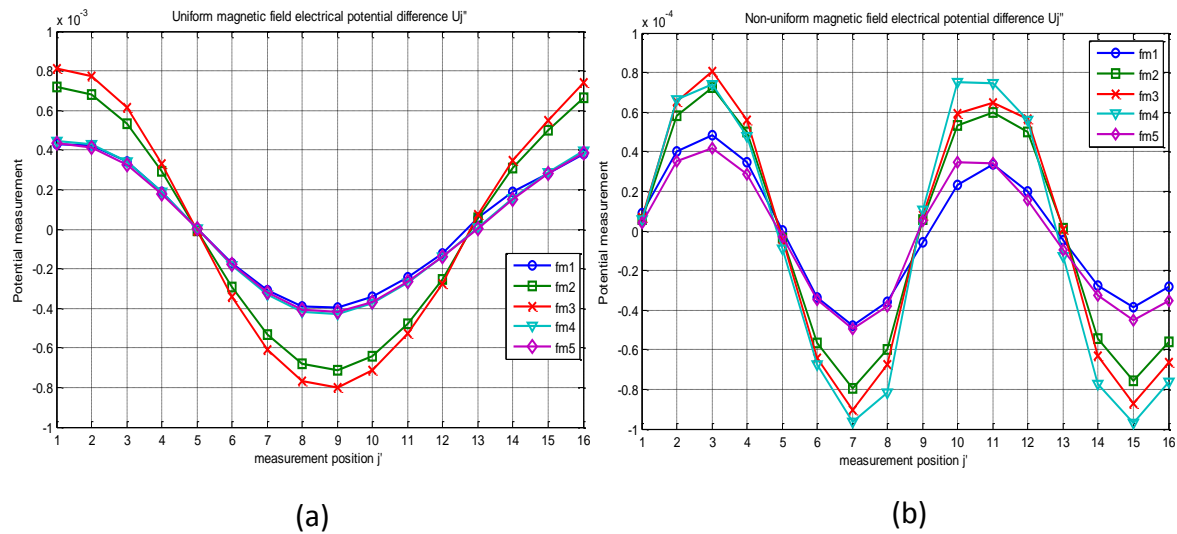 Uniform magnetic field electrical potential difference Uj"
x 10^-3
1
0.8
0.6
0.4
0.2
0
-0.2
-0.4
-0.6
-0.8
-1
Potential measurement
fm1
fm2
fm3
fm4
fm5
1 2 3 4 5 6 7 8 9 10 11 12 13 14 15 16
measurement position j'
(a)
Non-uniform magnetic field electrical potential difference Uj"
x 10^-4
1
0.8
0.6
0.4
0.2
0
-0.2
-0.4
-0.6
-0.8
-1
Potential measurement
fm1
fm2
fm3
fm4
fm5
1 2 3 4 5 6 7 8 9 10 11 12 13 14 15 16
measurement position j'
(b)